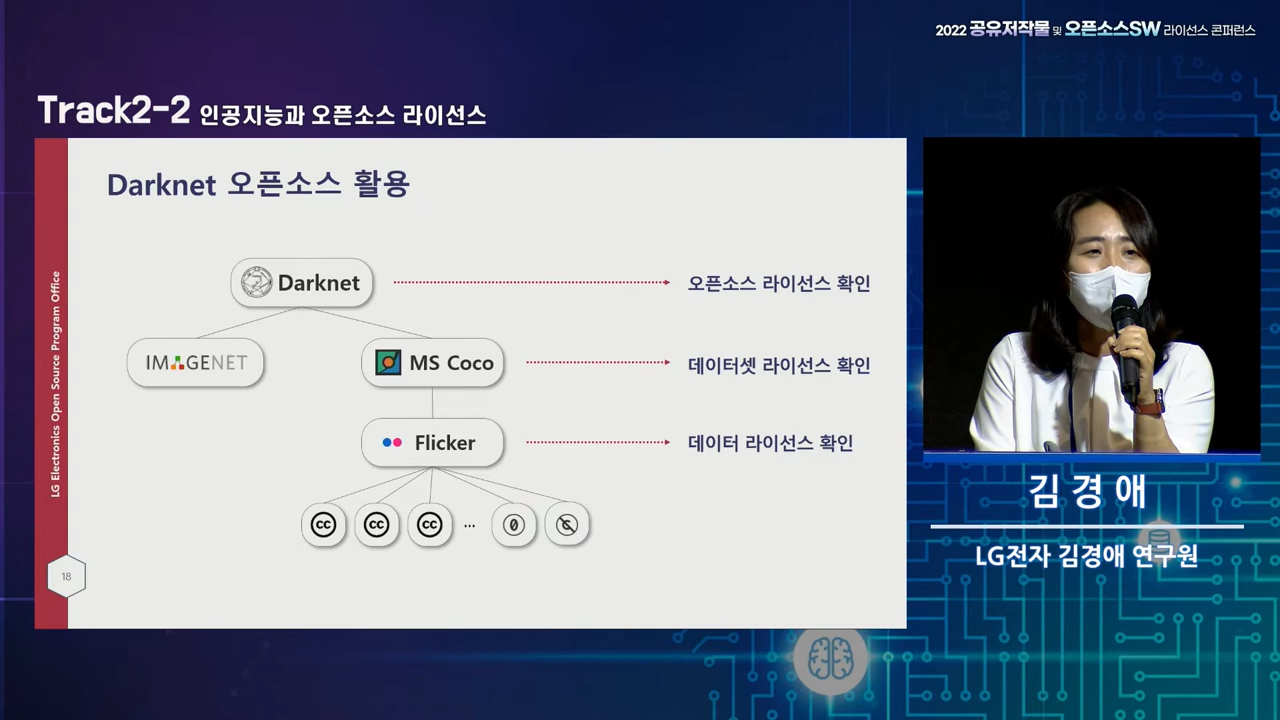 2022 공유저작물 및 오픈소스SW 라이선스 콘퍼런스
Track2-2 인공지능과 오픈소스 라이선스
Darknet 오픈소스 활용
Darknet
오픈소스 라이선스 확인
IMAGENET
MS Coco
데이터셋 라이선스 확인
Flicker
데이터 라이선스 확인
cc
cc
cc
...
0
C
LG Electronics Open Source Program Office
18
김경애
LG전자 김경애 연구원